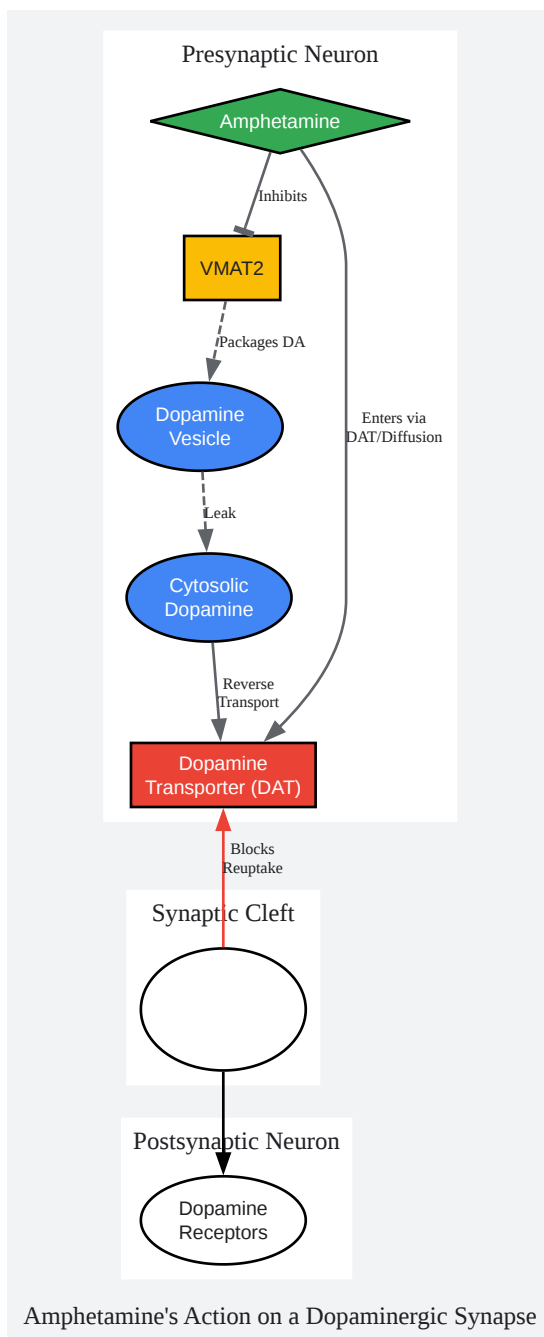 Presynaptic Neuron
Amphetamine
Inhibits
VMAT2
Packages DA
Dopamine
Vesicle
Enters via
DAT/Diffusion
Leak
Cytosolic
Dopamine
Reverse
Transport
Dopamine
Transporter (DAT)
Blocks
Reuptake
Synaptic Cleft
Postsynaptic Neuron
Dopamine
Receptors
Amphetamine's Action on a Dopaminergic Synapse